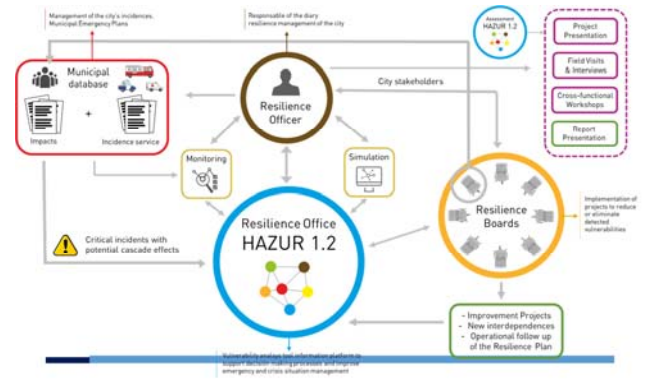 Management of the city's incidences.
Municipal Emergency Plans
Responsable of the diary
resilience management of the city
Assessment
HAZUR 1.2
Project
Presentation
Field Visits
& Interviews
Cross-functional
Workshops
Report
Presentation
Municipal
database
+
Impacts
Incidence service
Resilience
Officer
City stakeholders
Monitoring
Simulation
Resilience Office
HAZUR 1.2
Resilience
Boards
Implementation of
projects to reduce
or eliminate
detected
vulnerabilities
Critical incidents with
potential cascade effects
- Improvement Projects
- New interdependences
- Operational follow up
of the Resilience Plan
Vulnerability analisys tool information platform to
support decision-making processes and improve
emergency and crisis situation management